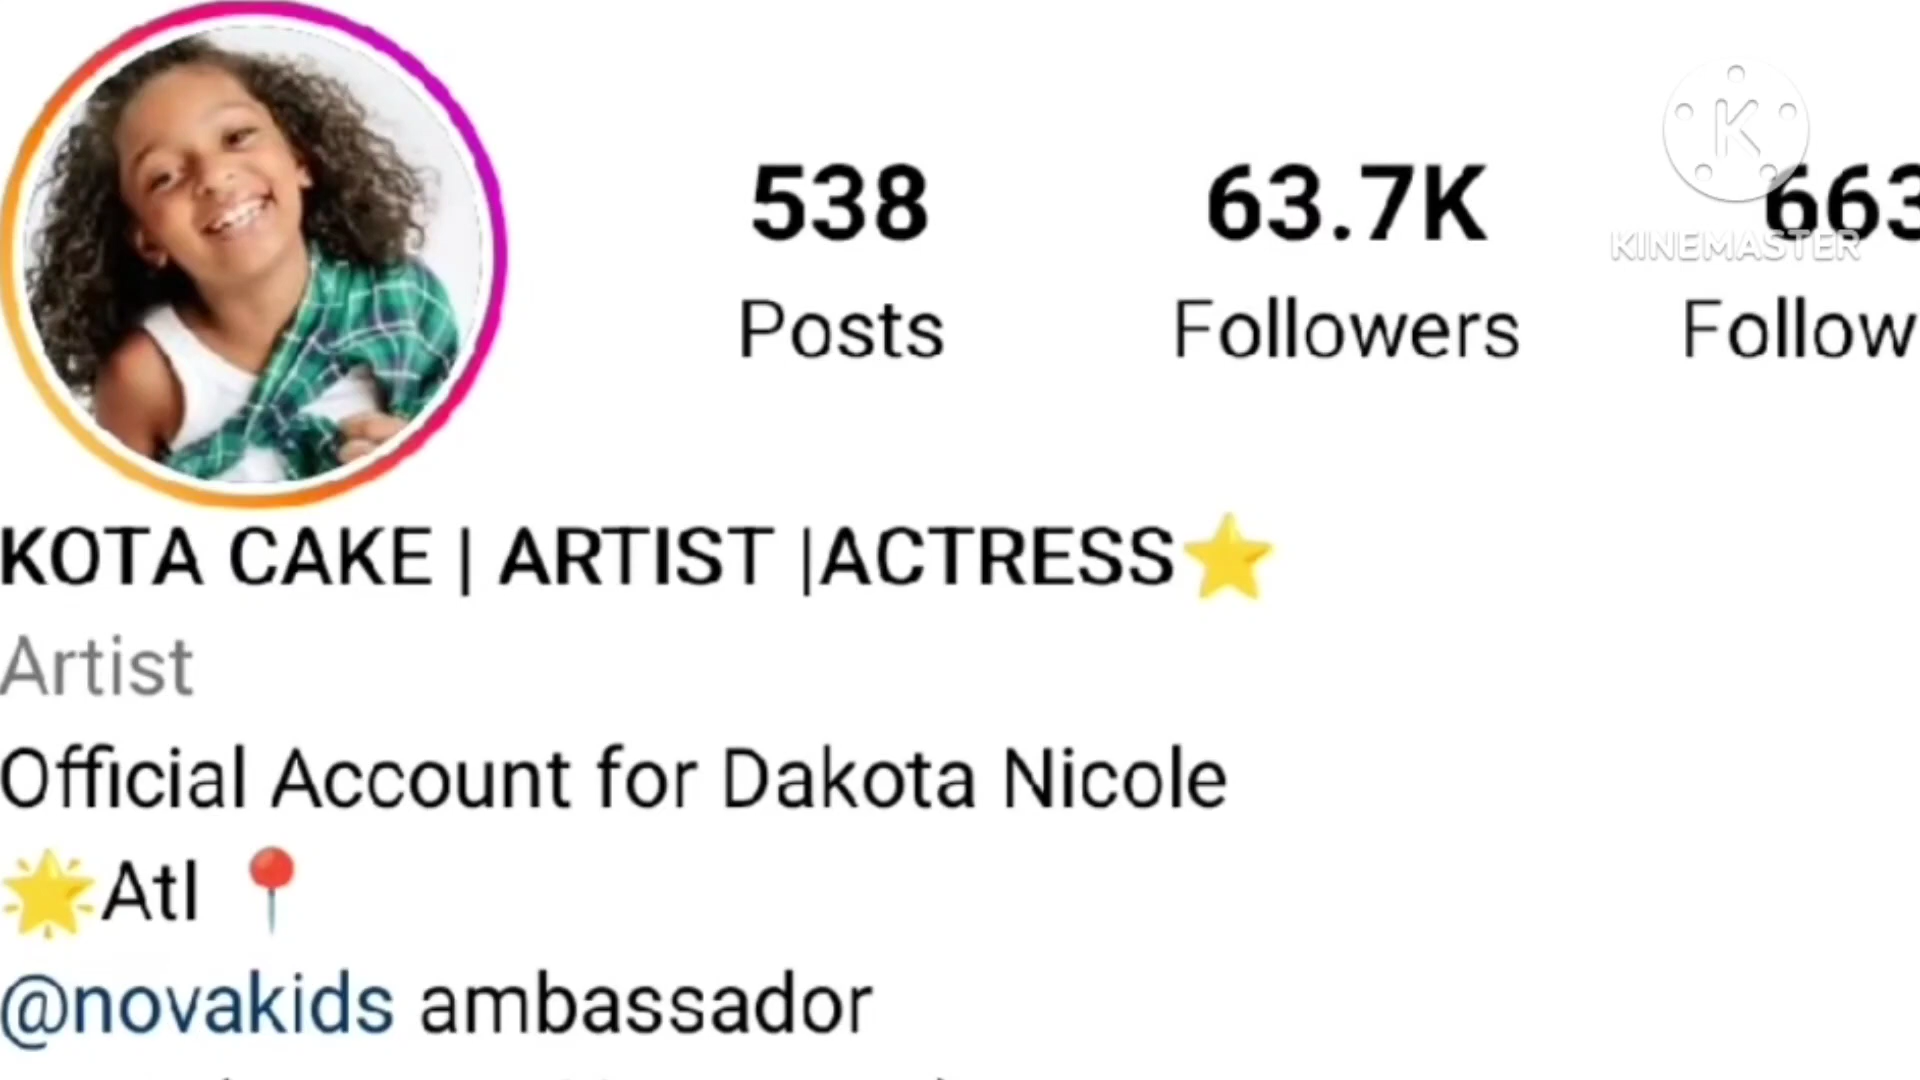 538
63.7K
663
Posts
Followers
Follow
K
KINEMASTER
KOTA CAKE | ARTIST |ACTRESS⭐
Artist
Official Account for Dakota Nicole
🌟Atl 📍
@novakids ambassador